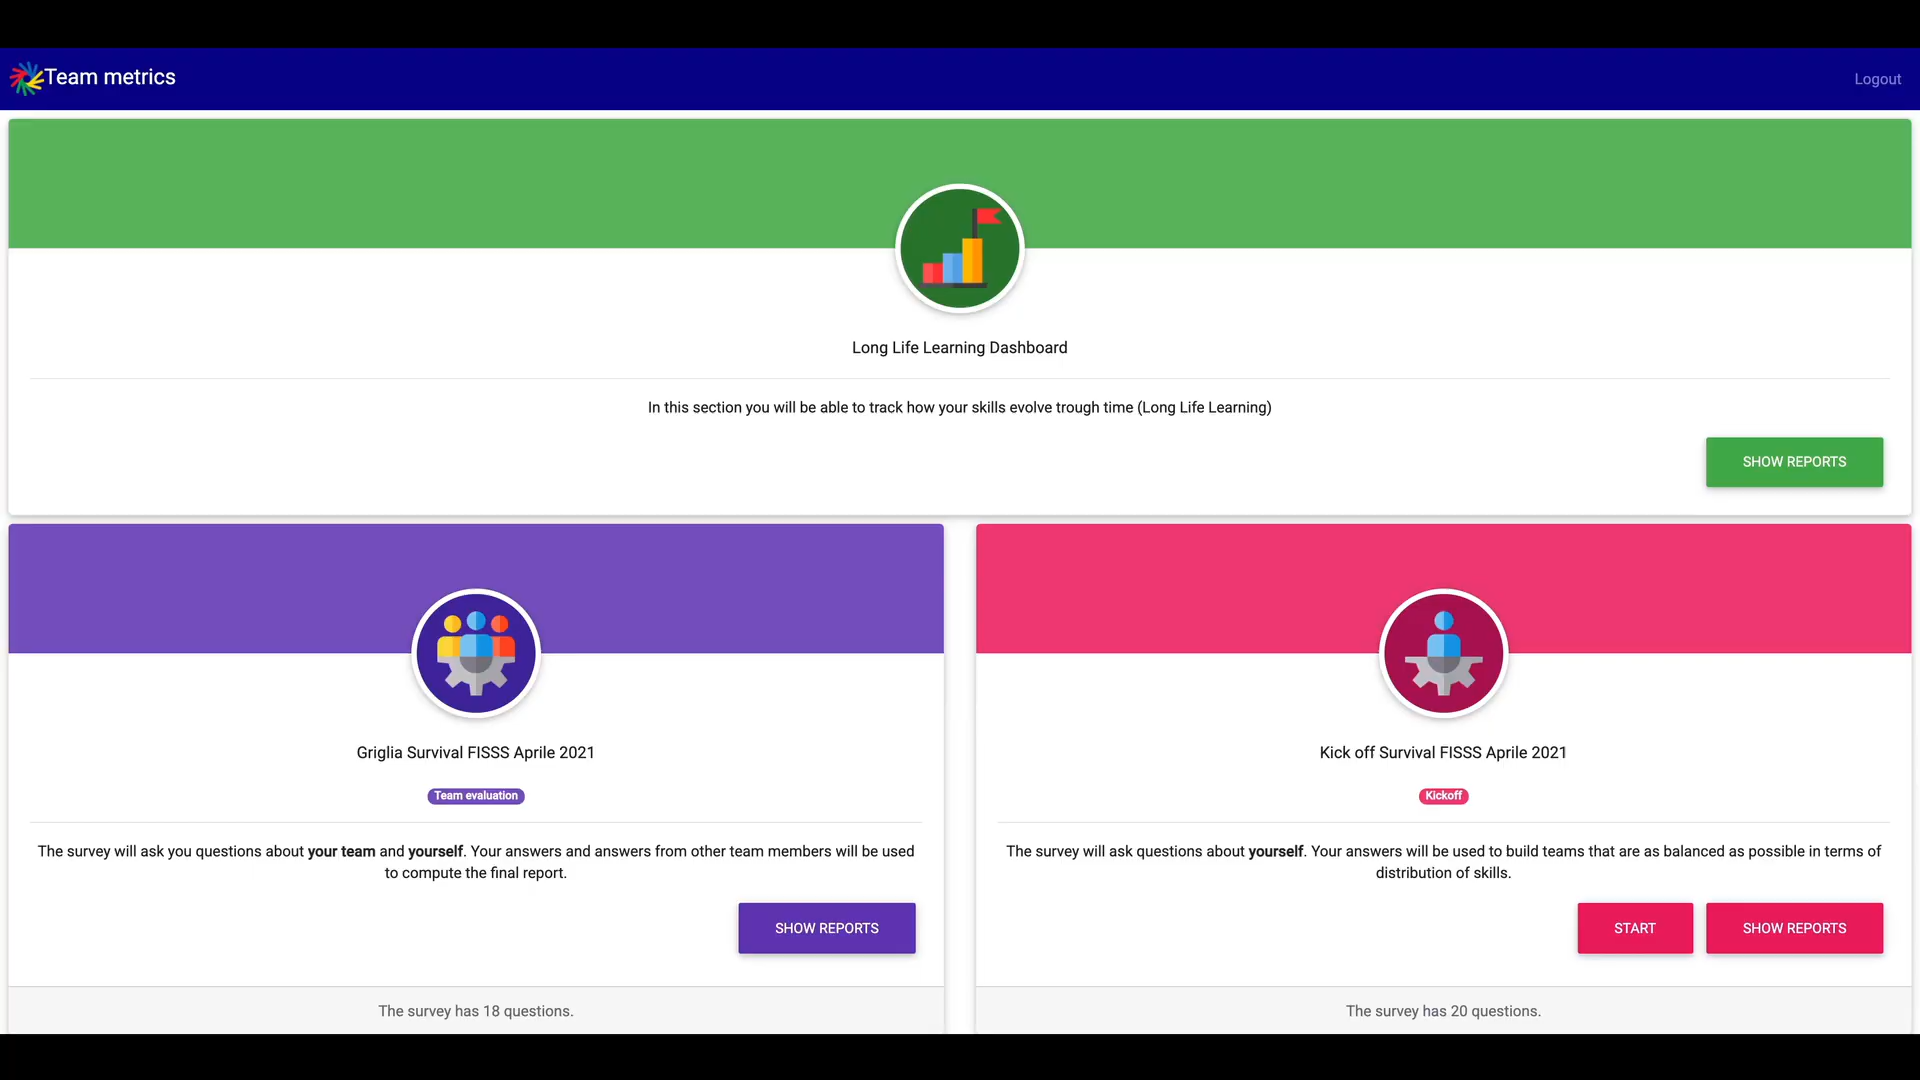 Team metrics
Logout
Long Life Learning Dashboard
In this section you will be able to track how your skills evolve trough time (Long Life Learning)
SHOW REPORTS
Griglia Survival FISSS Aprile 2021
Team evaluation
The survey will ask you questions about your team and yourself. Your answers and answers from other team members will be used
to compute the final report.
SHOW REPORTS
The survey has 18 questions.
Kick off Survival FISSS Aprile 2021
Kickoff
The survey will ask questions about yourself. Your answers will be used to build teams that are as balanced as possible in terms of
distribution of skills.
START
SHOW REPORTS
The survey has 20 questions.